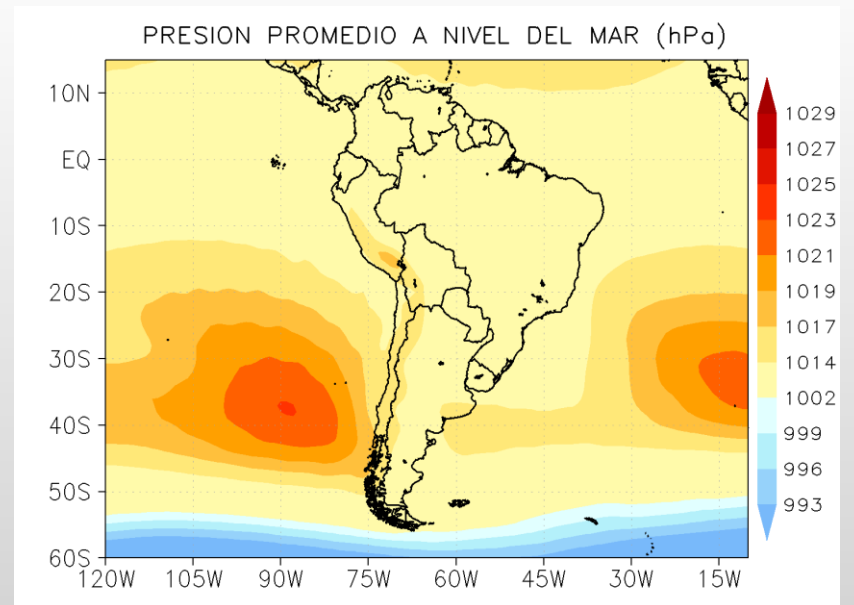 PRESION PROMEDIO A NIVEL DEL MAR (hPa)
10N
EQ
10S
20S
30S
40S
50S
60S
120W 105W 90W 75W 60W 45W 30W 15W
1029
1027
1025
1023
1021
1019
1017
1014
1002
999
996
993